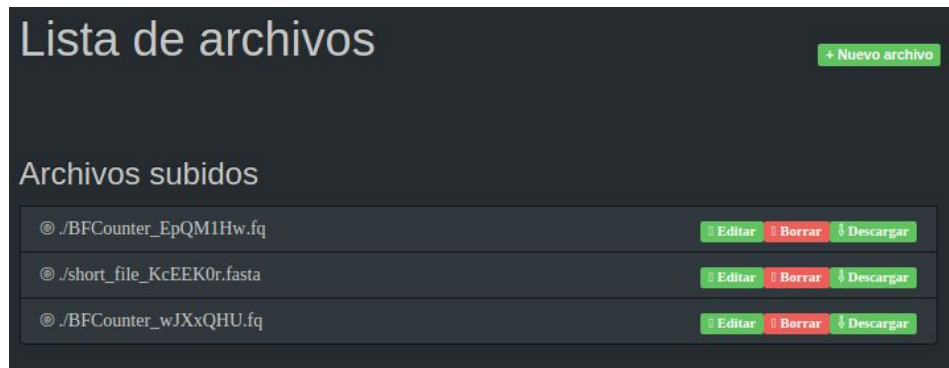 Lista de archivos
+ Nuevo archivo
Archivos subidos
./BFCounter_EpQM1Hw.fq Editar Borrar Descargar
./short_file_KcEEK0r.fasta Editar Borrar Descargar
./BFCounter_wJXxQHU.fq Editar Borrar Descargar